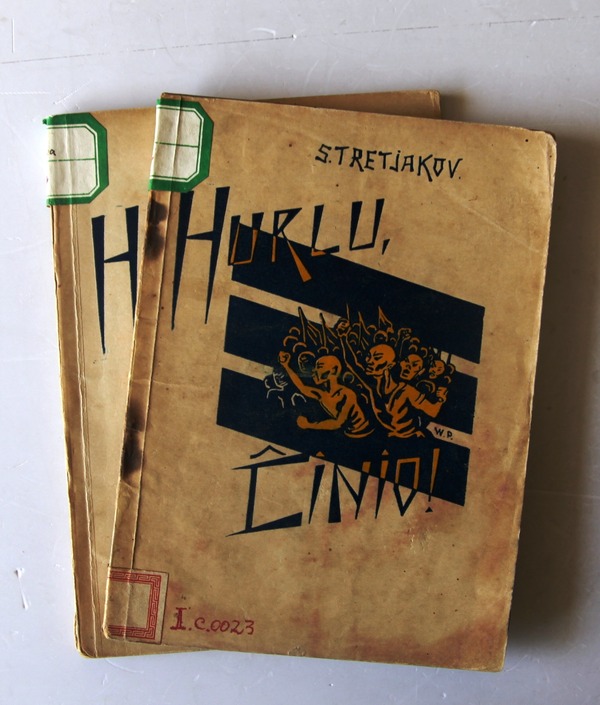 a
H
S. TRETJAKOV.
HURLU,
W.P.
ĈINIO!
I.c.0023